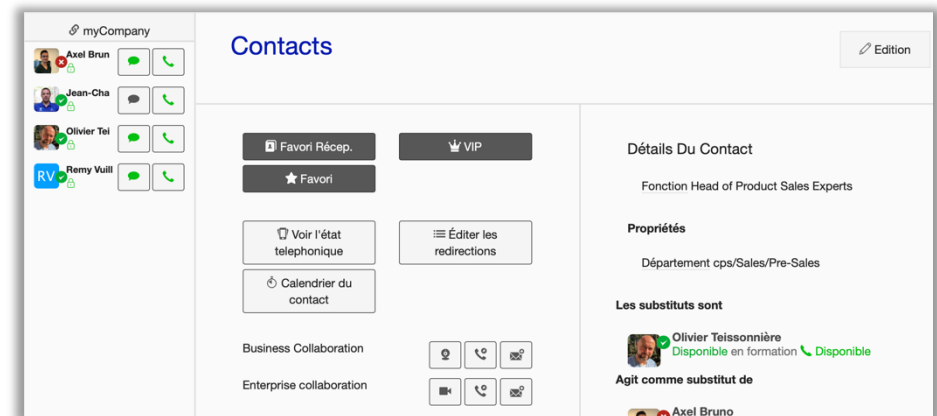 myCompany
Axel Brun
Jean-Cha
Olivier Tei
RV
Remy Vuill
Contacts
Edition
Favori Récep.
VIP
Favori
Voir l'état
telephonique
Éditer les
redirections
Calendrier du
contact
Business Collaboration
Enterprise collaboration
Détails Du Contact
Fonction Head of Product Sales Experts
Propriétés
Département cps/Sales/Pre-Sales
Les substituts sont
Olivier Teissonnière
Disponible en formation Disponible
Agit comme substitut de
Axel Bruno